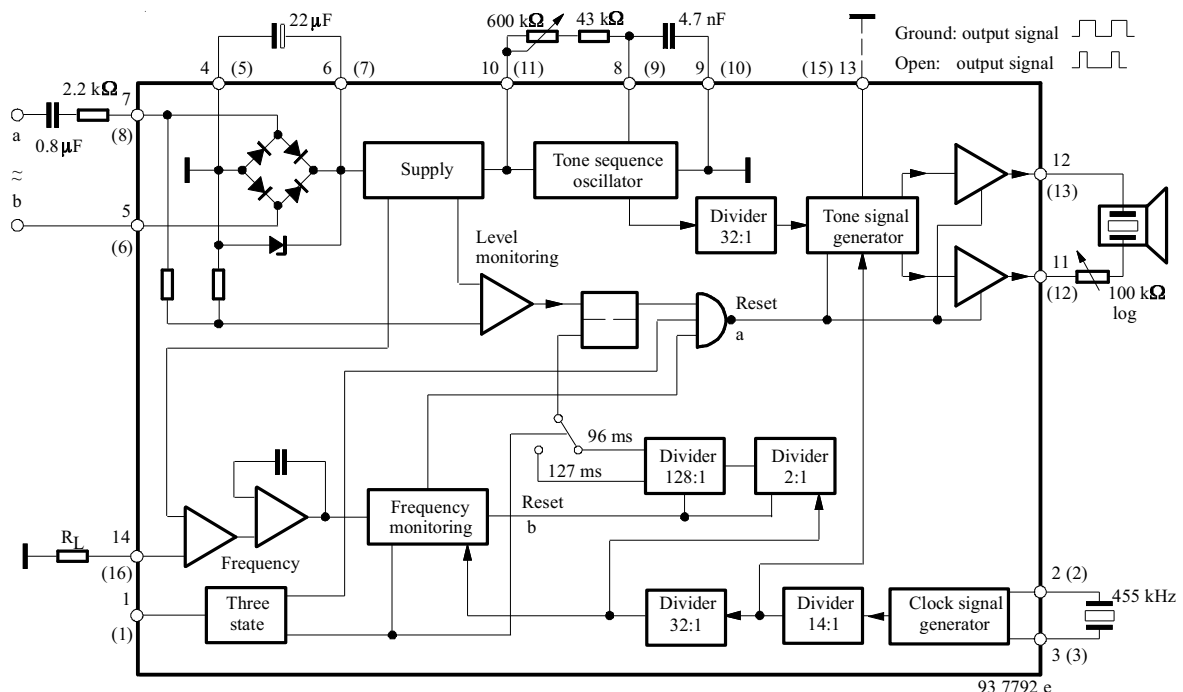 93
22 μF
600 kΩ
43 kΩ
4.7 nF
Ground: output signal
Open: output signal
4
(5)
6
(7)
10
(11)
8
(9)
9
(10)
(15)
13
2.2 kΩ
7
(8)
a
0.8 μF
≈
b
5
(6)
Supply
Tone sequence
oscillator
Divider
32:1
Tone signal
generator
12
(13)
11
(12)
100 kΩ
log
Level
monitoring
Reset
a
96 ms
127 ms
Divider
128:1
Divider
2:1
Frequency
monitoring
Reset
b
RL
14
(16)
Frequency
1
(1)
Three
state
Divider
32:1
Divider
14:1
Clock signal
generator
2 (2)
455 kHz
3 (3)
93 7792 e